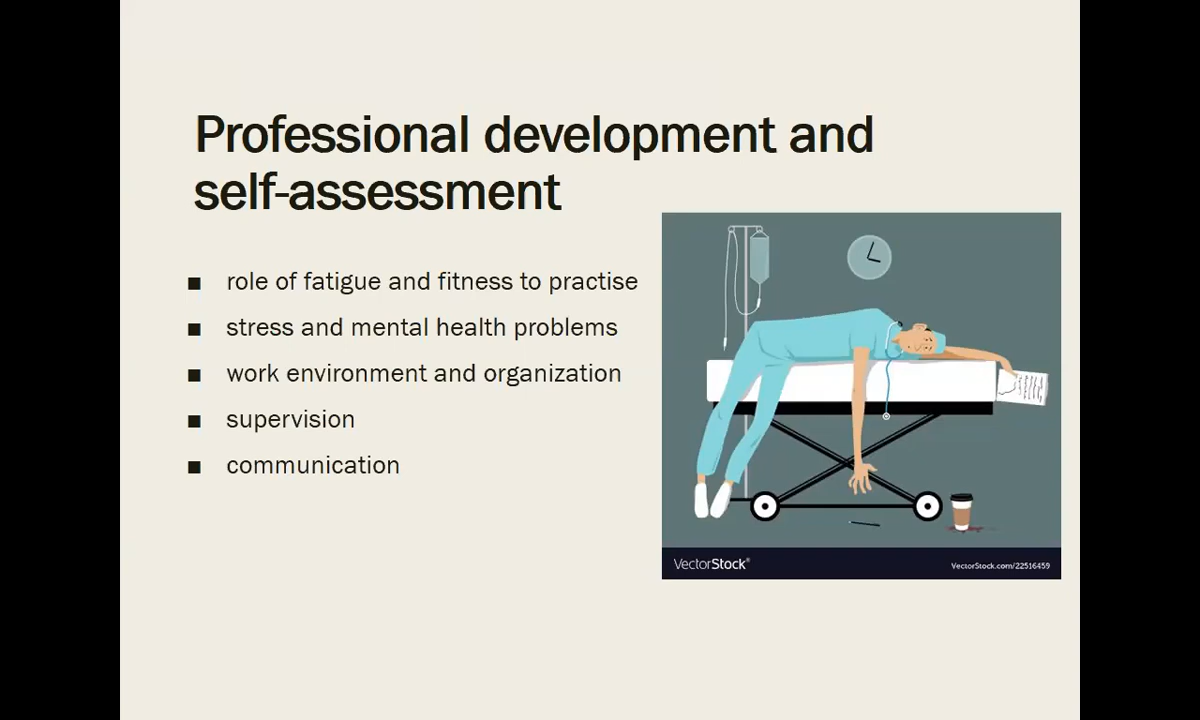 Professional development and
self-assessment
■ role of fatigue and fitness to practise
■ stress and mental health problems
■ work environment and organization
■ supervision
■ communication
VectorStock®
VectorStock.com/22516459